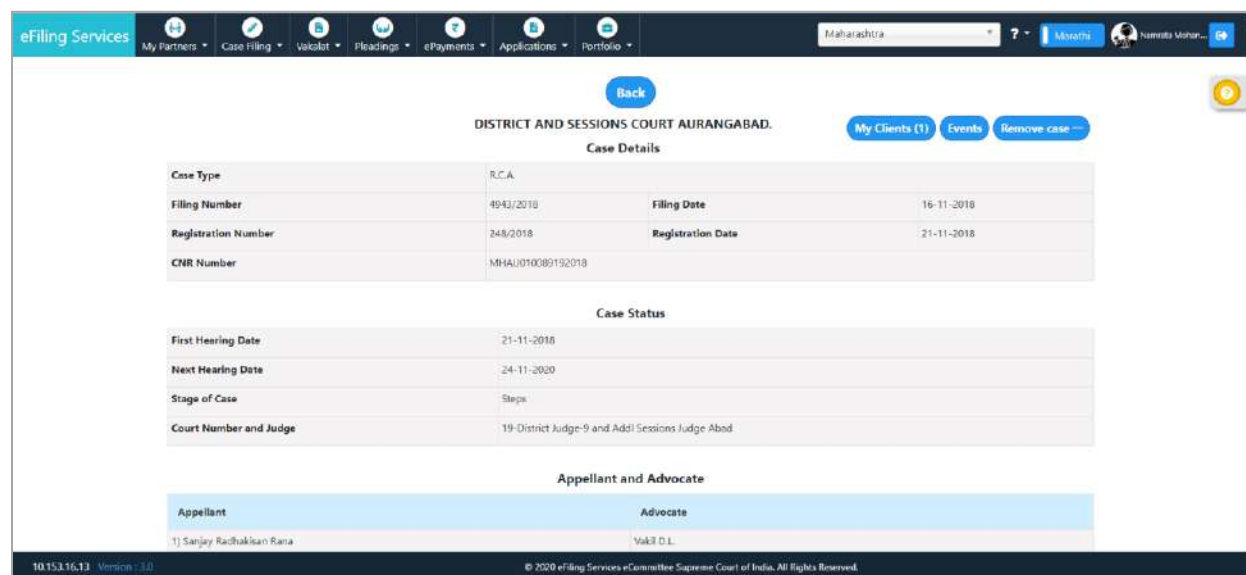 eFiling Services My Partners Case Filing Vakalat Pleadings ePayments Applications Portfolio Maharashtra ? Marathi Namrata Mohan...
Back
DISTRICT AND SESSIONS COURT AURANGABAD. My Clients (1) Events Remove case —
Case Details
Case Type R.C.A.
Filing Number 4943/2018 Filing Date 16-11-2018
Registration Number 248/2018 Registration Date 21-11-2018
CNR Number MHAU010089192018
Case Status
First Hearing Date 21-11-2018
Next Hearing Date 24-11-2020
Stage of Case Steps
Court Number and Judge 19-District Judge-9 and Addl Sessions Judge Abad
Appellant and Advocate
Appellant Advocate
1) Sanjay Radhakisan Rana Vakil D.L.
10.153.16.13 Version : 3.0 © 2020 eFiling Services eCommittee Supreme Court of India. All Rights Reserved.